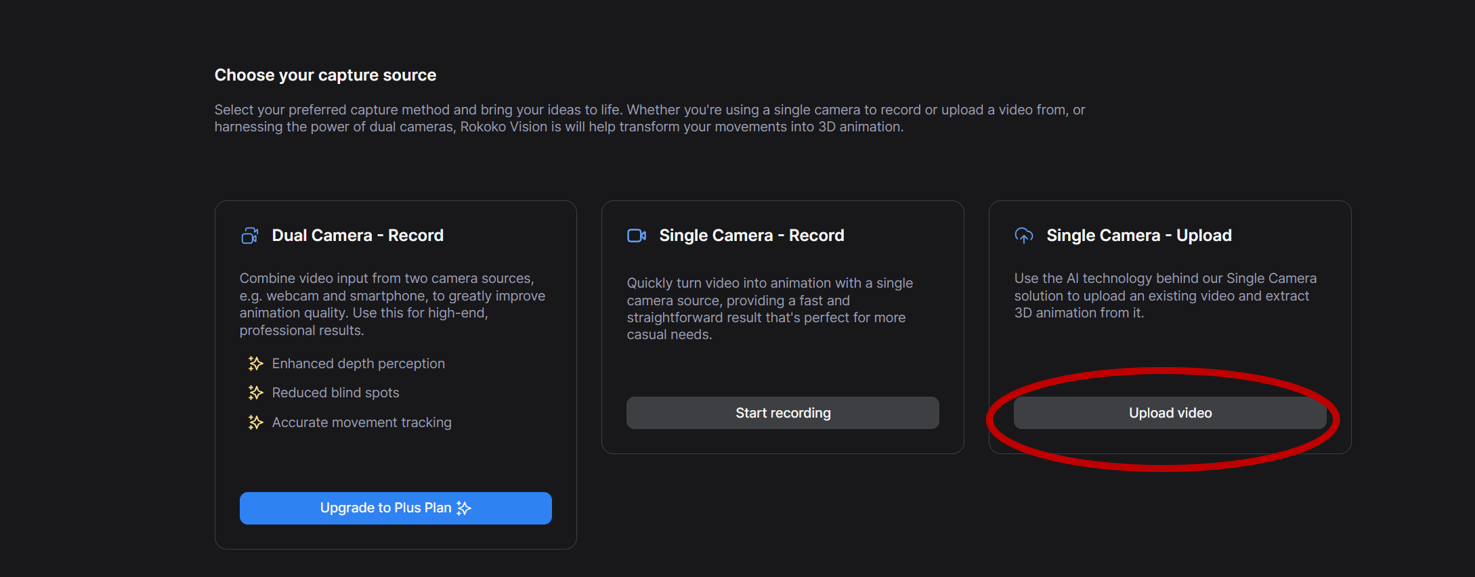 Choose your capture source
Select your preferred capture method and bring your ideas to life. Whether you're using a single camera to record or upload a video from, or
harnessing the power of dual cameras, Rokoko Vision is will help transform your movements into 3D animation.
Dual Camera - Record
Combine video input from two camera sources,
e.g. webcam and smartphone, to greatly improve
animation quality. Use this for high-end,
professional results.
Enhanced depth perception
Reduced blind spots
Accurate movement tracking
Upgrade to Plus Plan
Single Camera - Record
Quickly turn video into animation with a single
camera source, providing a fast and
straightforward result that's perfect for more
casual needs.
Start recording
Single Camera - Upload
Use the AI technology behind our Single Camera
solution to upload an existing video and extract
3D animation from it.
Upload video